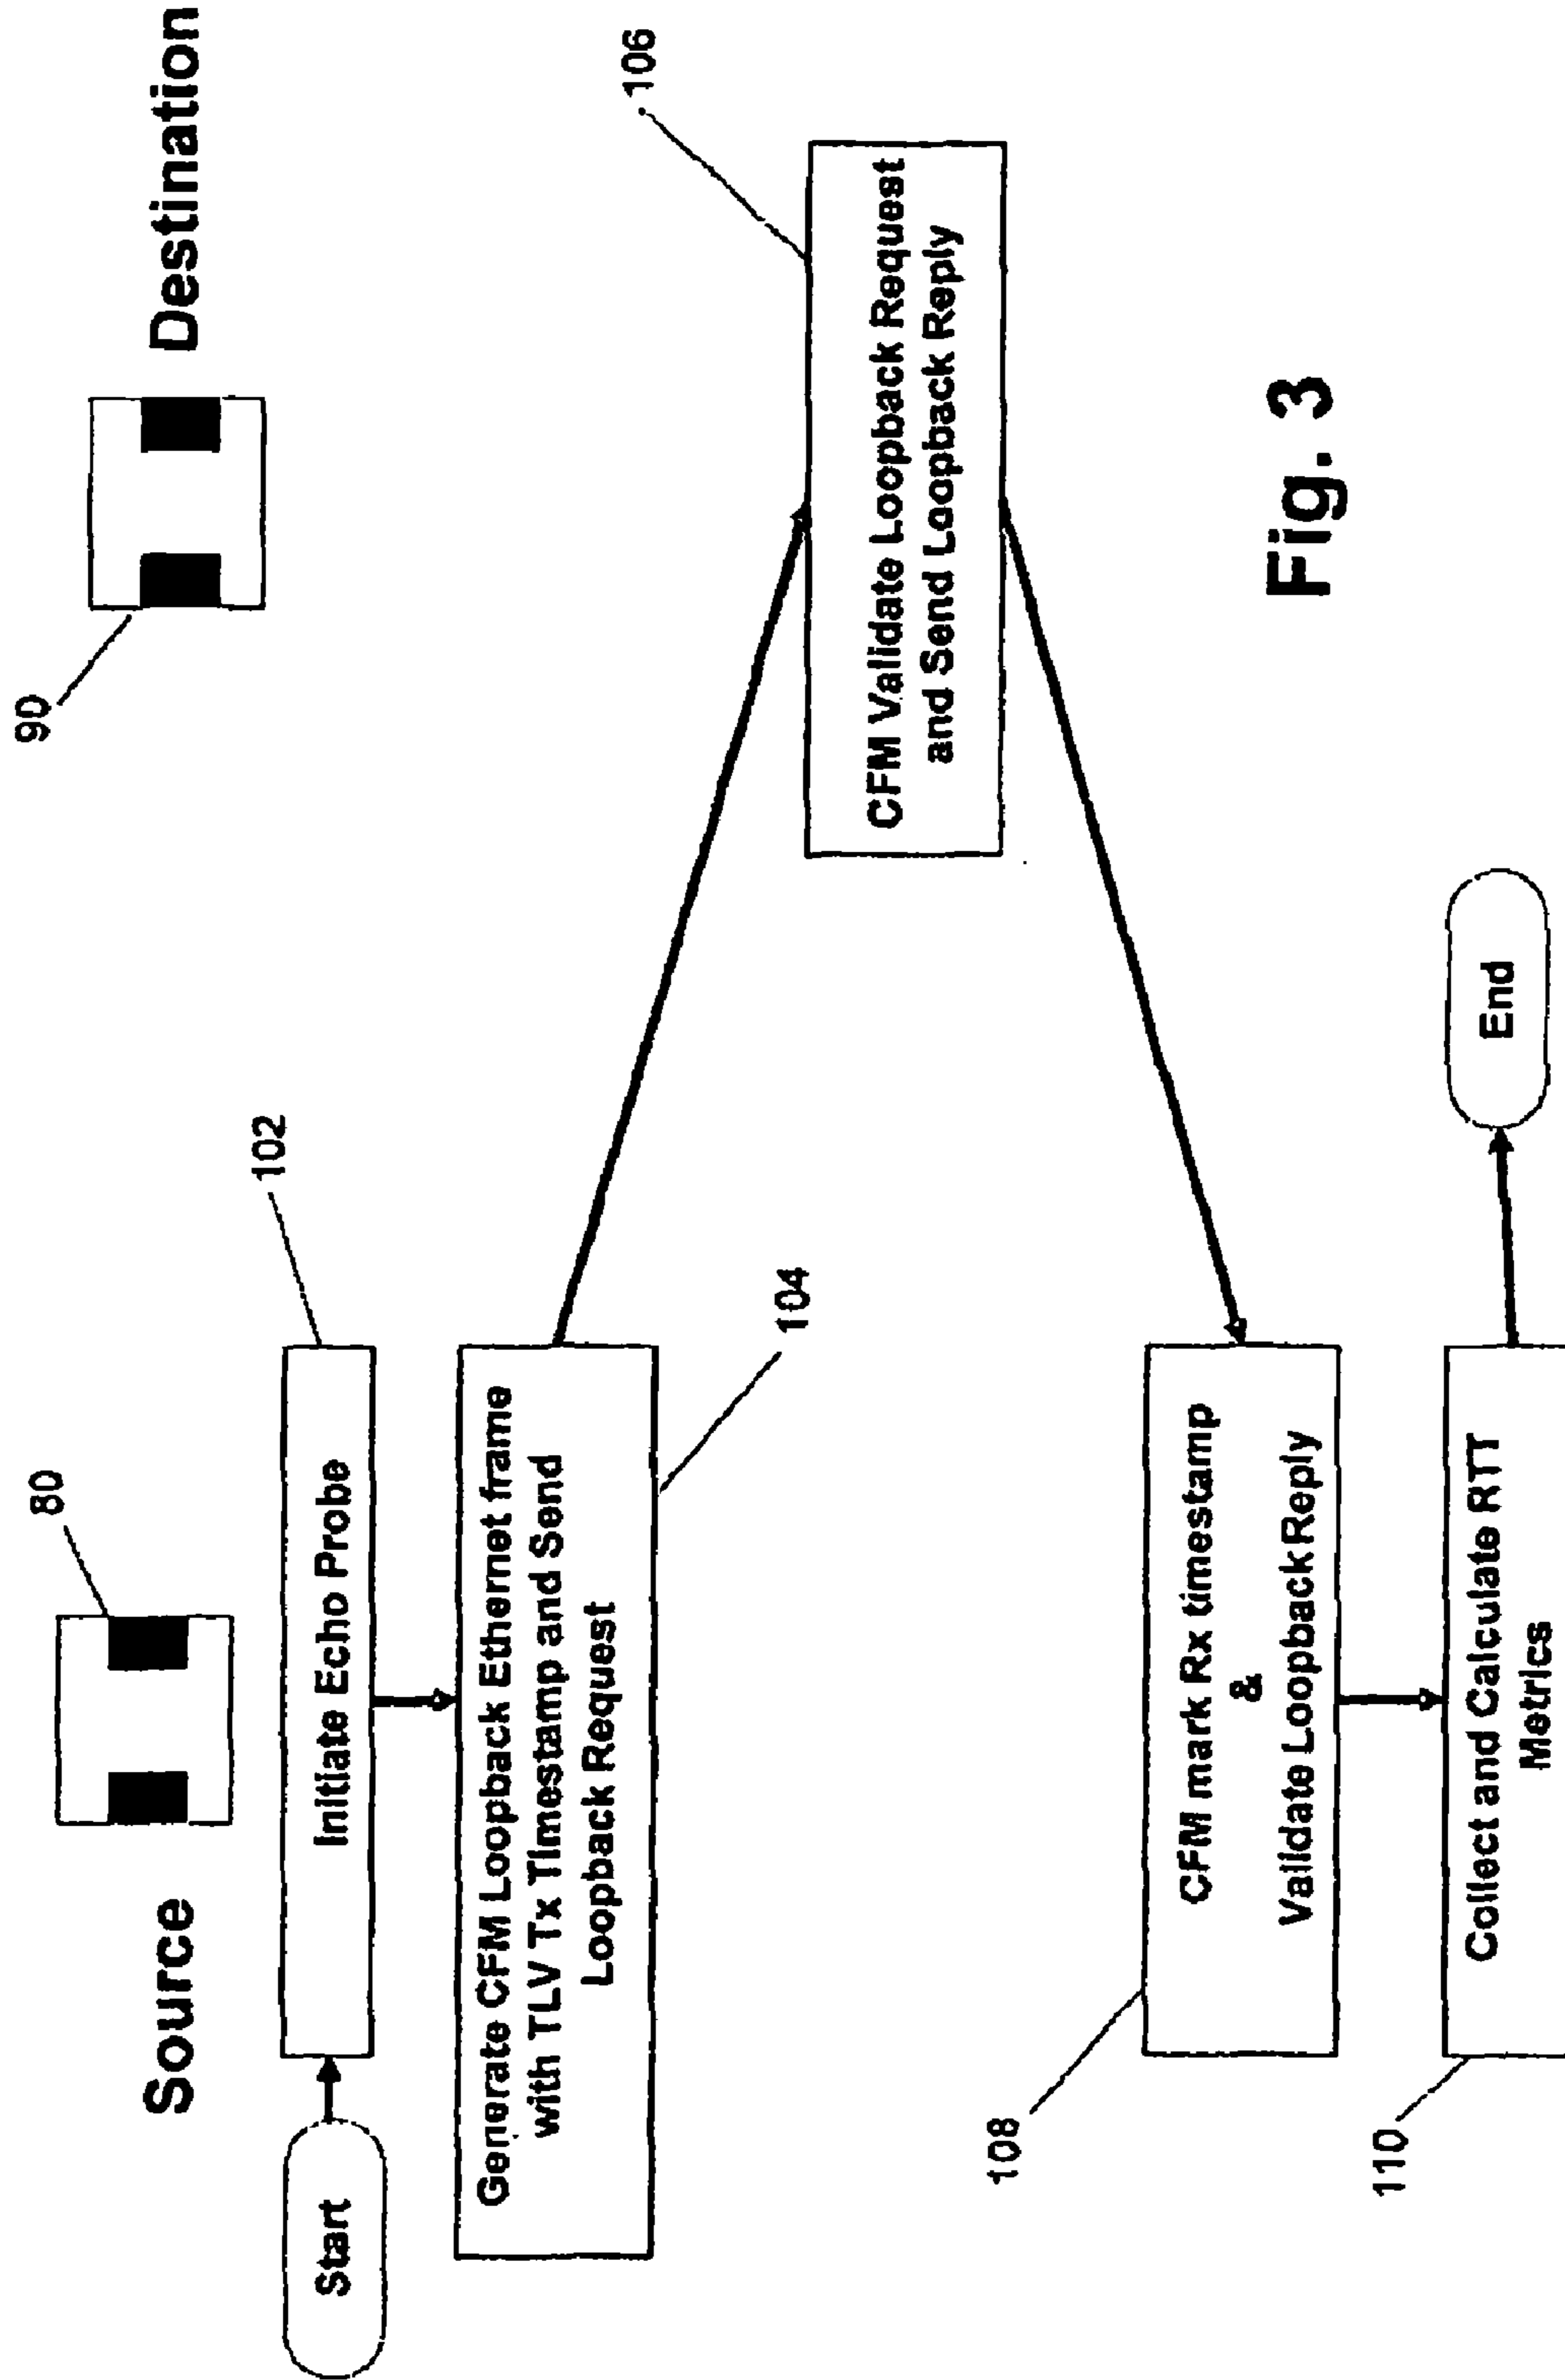 80
90
Source
Destination
Start
Initiate Echo Probe
102
Generate CFM Loopback Ethernet frame
with TLV Tx Timestamp and Send
Loopback Request
104
106
CFM Validate Loopback Request
and Send Loopback Reply
108
CFM mark Rx timestamp
&
Validate Loopback Reply
110
Collect and Calculate RTT
Metrics
End
Fig. 3